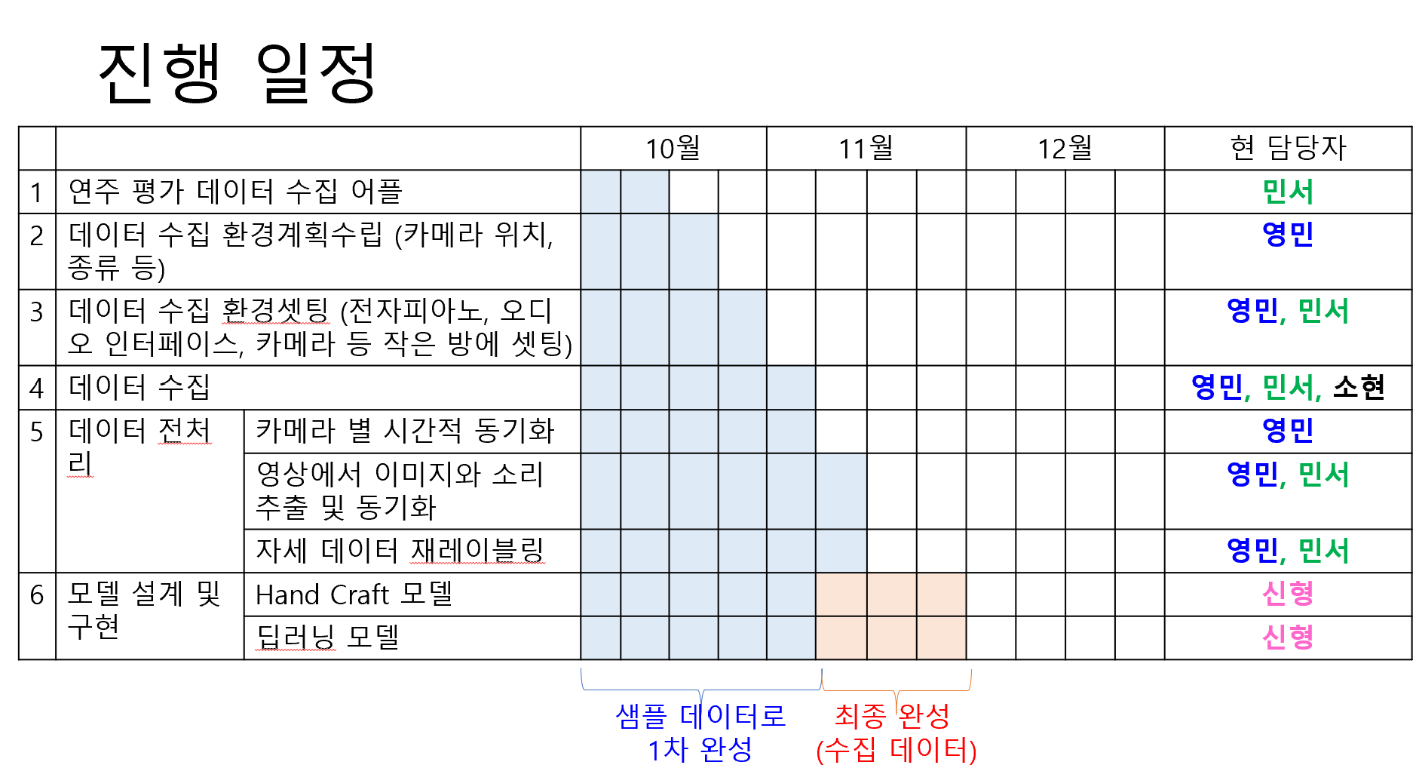 진행 일정
10월 11월 12월 현 담당자
1 연주 평가 데이터 수집 어플 민서
2 데이터 수집 환경계획수립 (카메라 위치, 영민
종류 등)
3 데이터 수집 환경셋팅 (전자피아노, 오디 영민, 민서
오 인터페이스, 카메라 등 작은 방에 셋팅)
4 데이터 수집 영민, 민서, 소현
5 데이터 전처 카메라 별 시간적 동기화 영민
리
영상에서 이미지와 소리 영민, 민서
추출 및 동기화
자세 데이터 재레이블링 영민, 민서
6 모델 설계 및 Hand Craft 모델 신형
구현
딥러닝 모델 신형
샘플 데이터로
1차 완성
최종 완성
(수집 데이터)